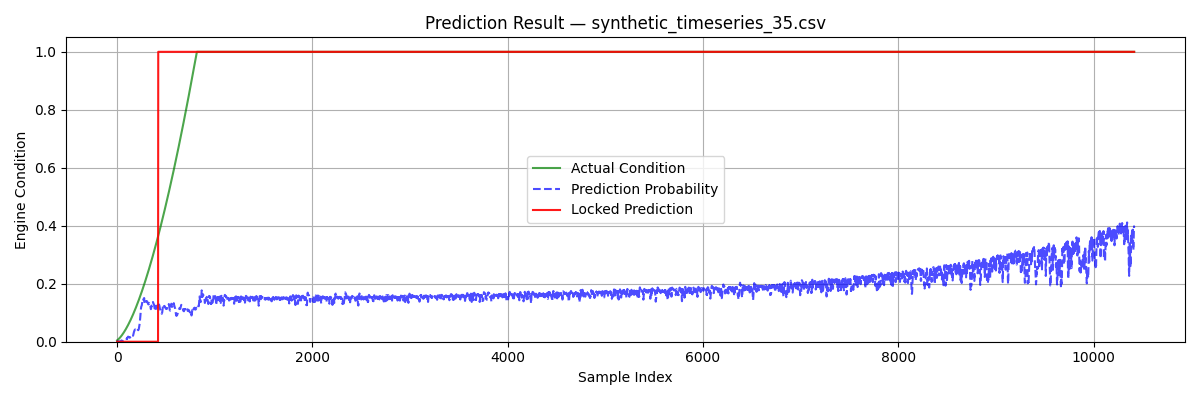 Prediction Result — synthetic_timeseries_35.csv
Engine Condition
1.0
0.8
0.6
0.4
0.2
0.0
Actual Condition
Prediction Probability
Locked Prediction
0
2000
4000
6000
8000
10000
Sample Index